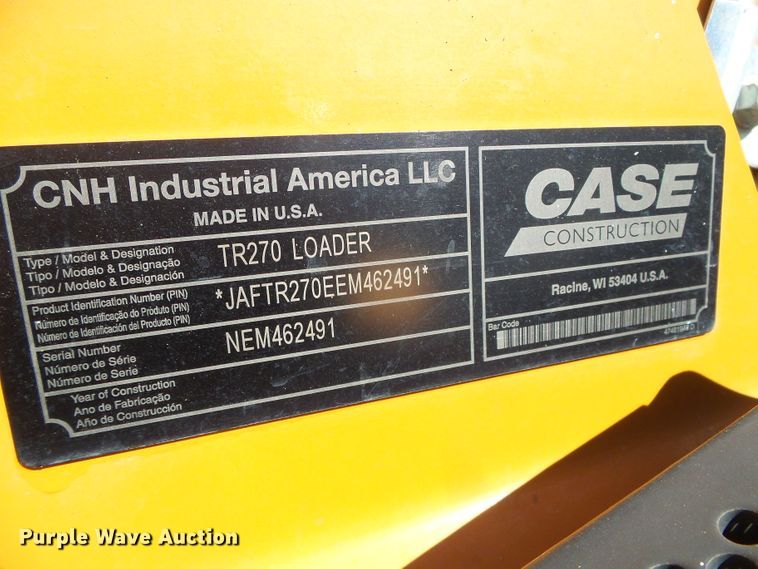 CNH Industrial America LLC
MADE IN U.S.A.
Type / Model & Designation
Tipo / Modelo & Designação
Tipo / Modelo & Designación
TR270 LOADER
Product Identification Number (PIN)
Número de Identificação do Produto (PIN)
Número de Identificación del Producto (PIN)
*JAFTR270EEM462491*
Serial Number
Número de Série
Número de Serie
NEM462491
Year of Construction
Ano de Fabricação
Año de Construcción
CASE
CONSTRUCTION
Racine, WI 53404 U.S.A.
Bar Code
Purple Wave Auction